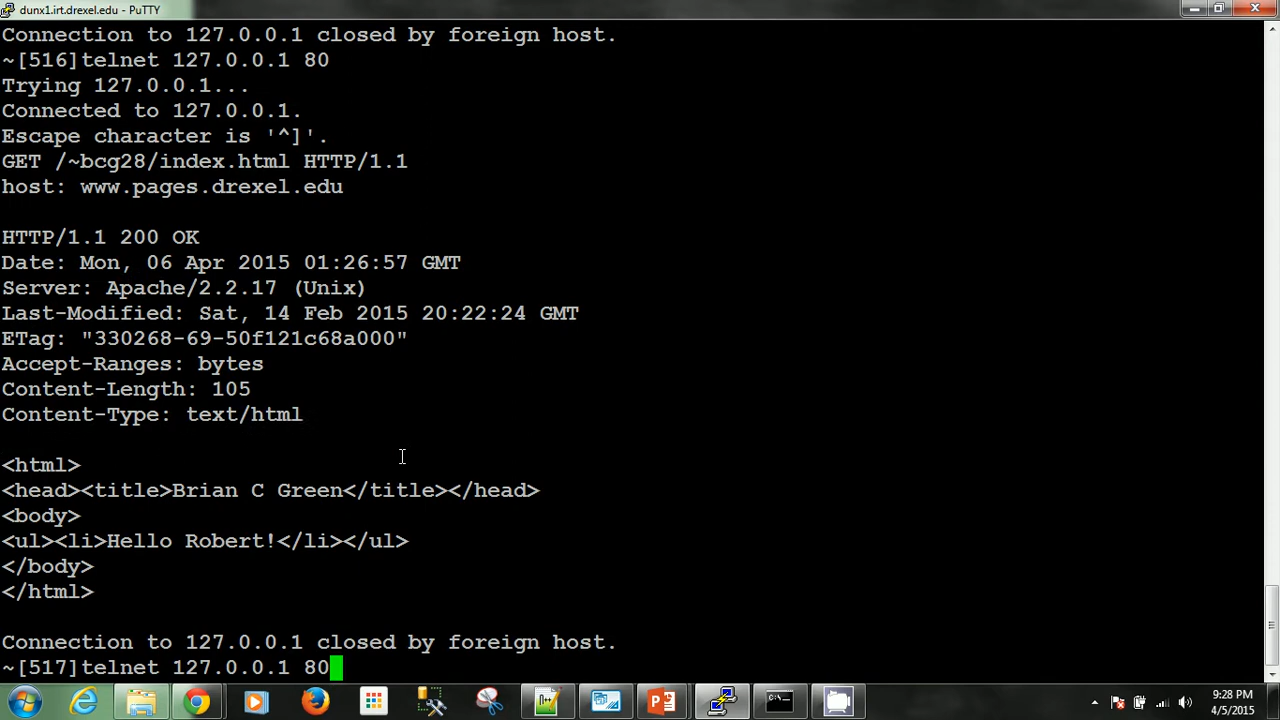 dunx1.irt.drexel.edu - PuTTY
Connection to 127.0.0.1 closed by foreign host.
~[516]telnet 127.0.0.1 80
Trying 127.0.0.1...
Connected to 127.0.0.1.
Escape character is '^]'.
GET /~bcg28/index.html HTTP/1.1
host: www.pages.drexel.edu
HTTP/1.1 200 OK
Date: Mon, 06 Apr 2015 01:26:57 GMT
Server: Apache/2.2.17 (Unix)
Last-Modified: Sat, 14 Feb 2015 20:22:24 GMT
ETag: "330268-69-50f121c68a000"
Accept-Ranges: bytes
Content-Length: 105
Content-Type: text/html
<html>
<head><title>Brian C Green</title></head>
<body>
<ul><li>Hello Robert!</li></ul>
</body>
</html>
Connection to 127.0.0.1 closed by foreign host.
~[517]telnet 127.0.0.1 80
9:28 PM
4/5/2015